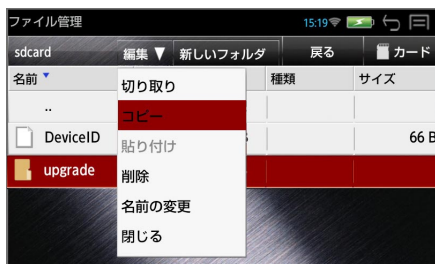 ファイル管理 15:19
sdcard 編集 ▼ 新しいフォルダ 戻る カード
名前 ▼ 種類 サイズ
切り取り
..
コピー
DeviceID 66 B
貼り付け
upgrade
削除
名前の変更
閉じる